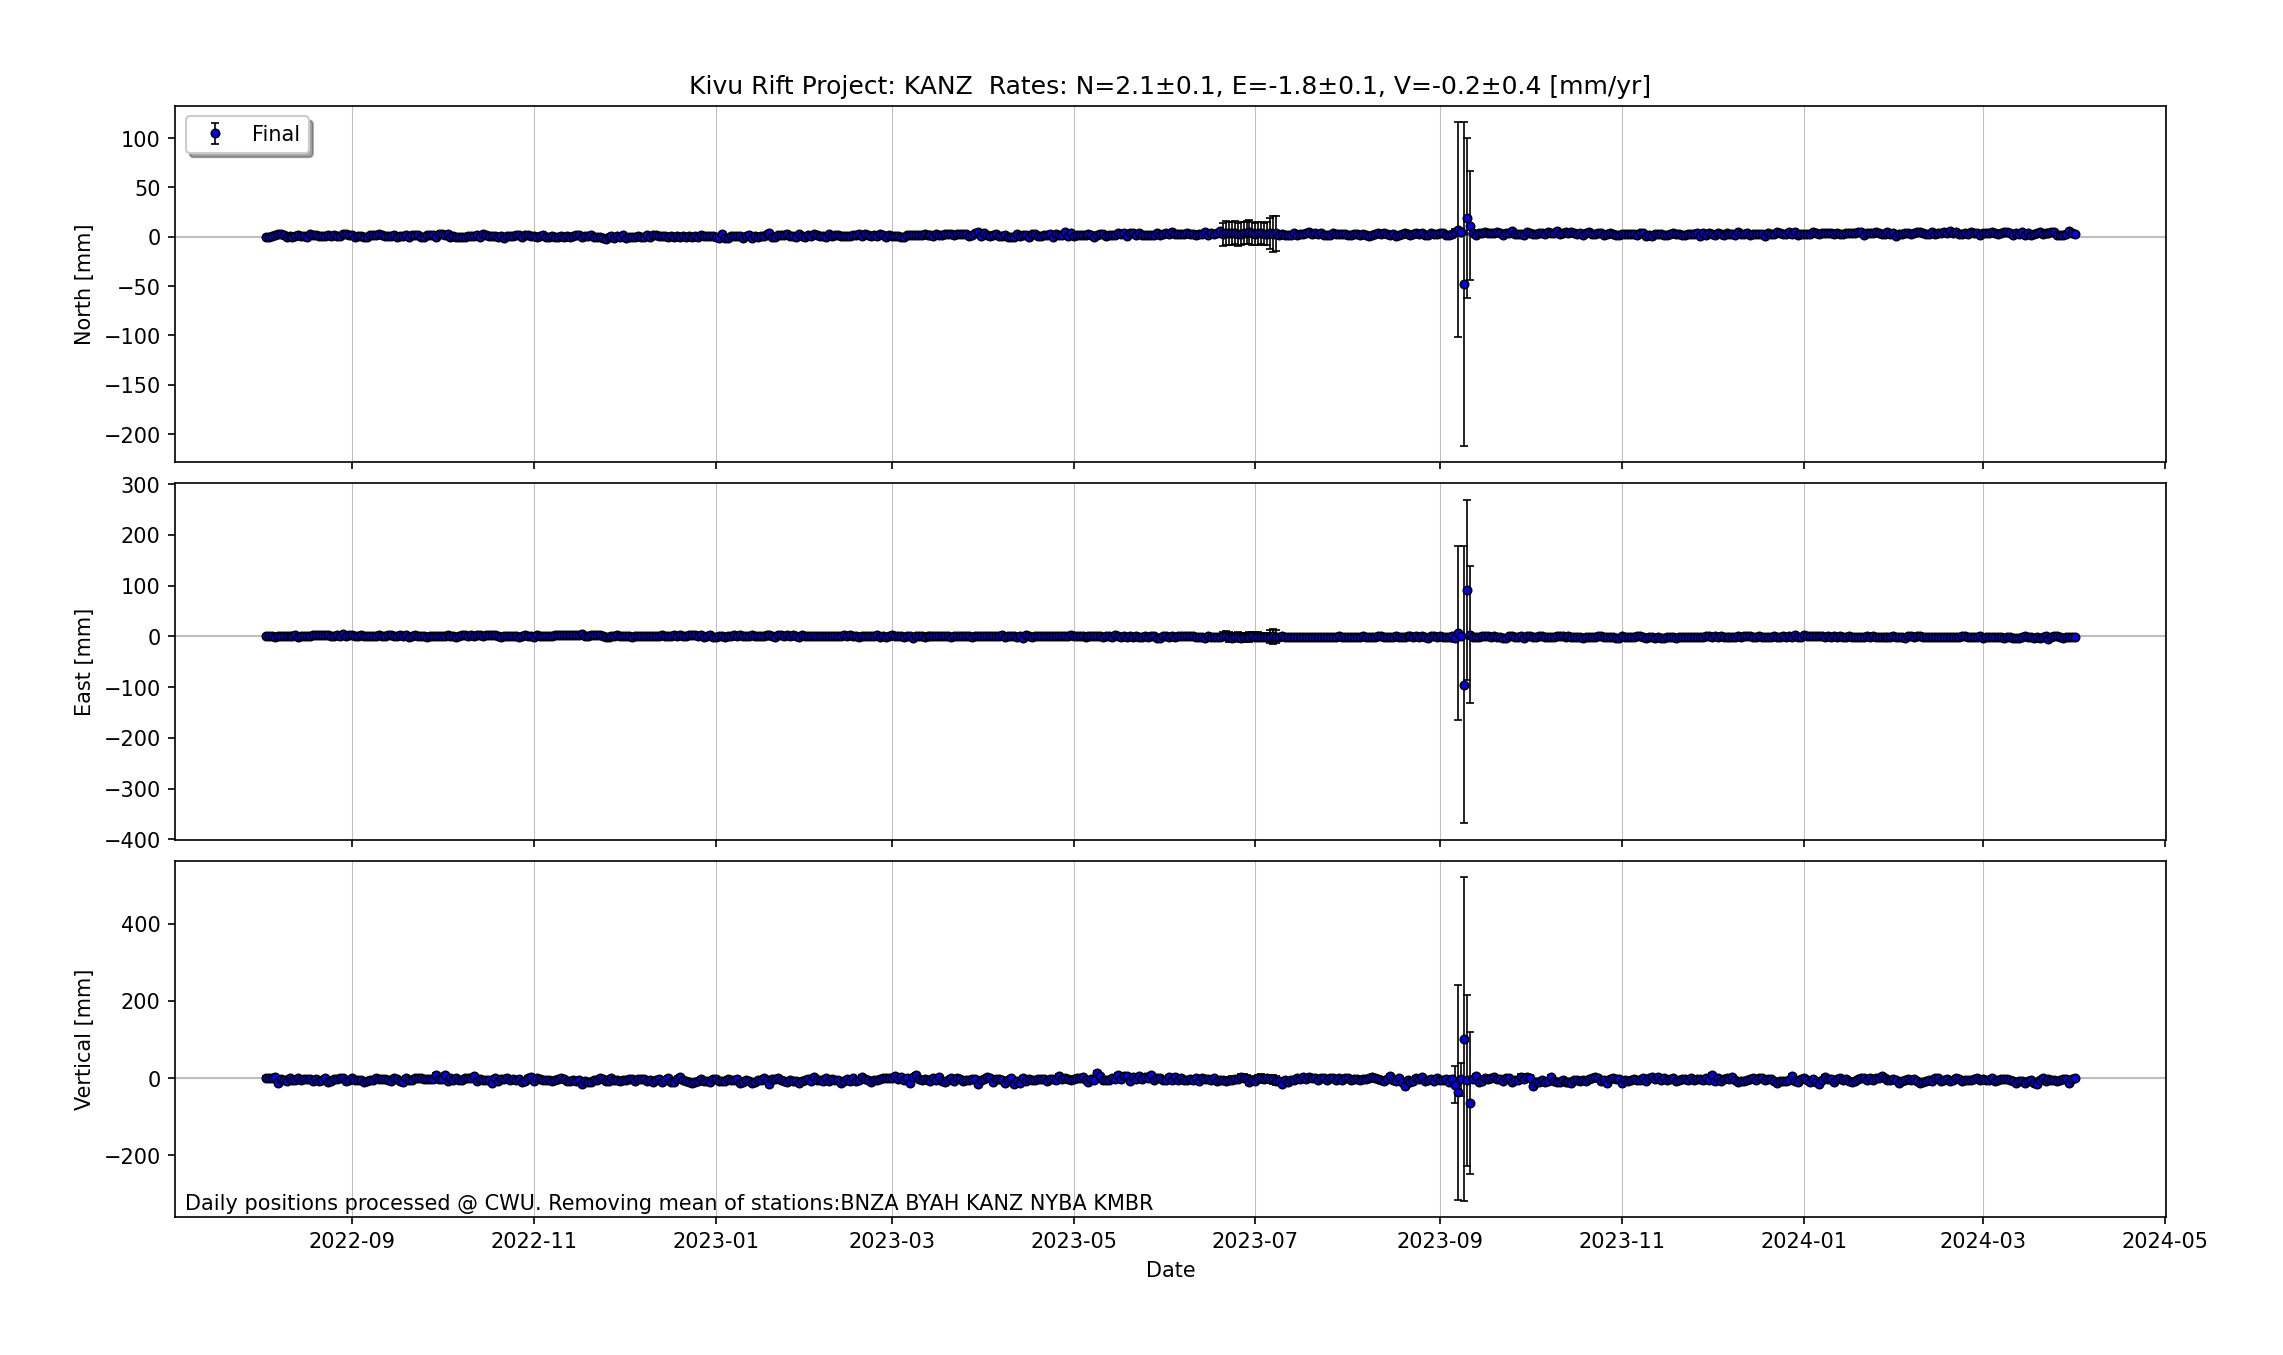 Kivu Rift Project: KANZ  Rates: N=2.1±0.1, E=-1.8±0.1, V=-0.2±0.4 [mm/yr]
Final
100
50
0
−50
−100
−150
−200
North [mm]
300
200
100
0
−100
−200
−300
−400
East [mm]
400
200
0
−200
Vertical [mm]
Daily positions processed @ CWU. Removing mean of stations:BNZA BYAH KANZ NYBA KMBR
2022-09 2022-11 2023-01 2023-03 2023-05 2023-07 2023-09 2023-11 2024-01 2024-03 2024-05
Date